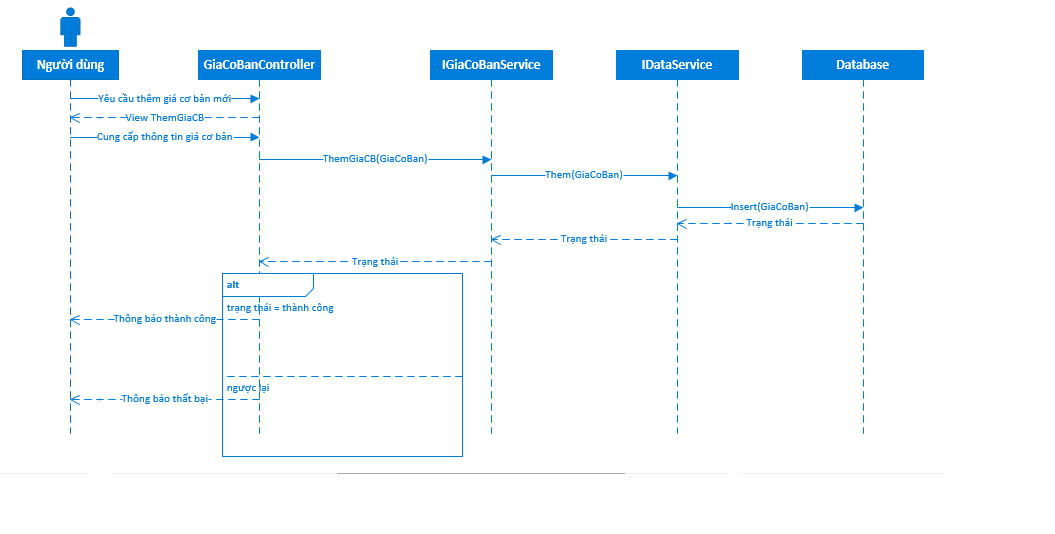 Người dùng
GiaCoBanController
IGiaCoBanService
IDataService
Database
Yêu cầu thêm giá cơ bản mới
View ThemGiaCB
Cung cấp thông tin giá cơ bản
ThemGiaCB(GiaCoBan)
Them(GiaCoBan)
Insert(GiaCoBan)
Trạng thái
Trạng thái
Trạng thái
alt
trạng thái = thành công
Thông báo thành công
ngược lại
Thông báo thất bại